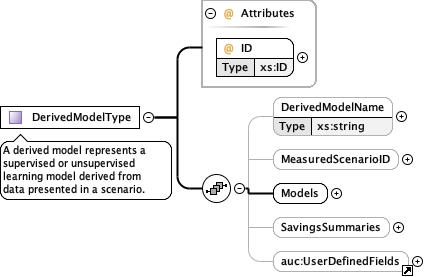 @ Attributes
@ ID
Type xs:ID
DerivedModelType
A derived model represents a
supervised or unsupervised
learning model derived from
data presented in a scenario.
DerivedModelName
Type xs:string
MeasuredScenarioID
Models
SavingsSummaries
auc:UserDefinedFields